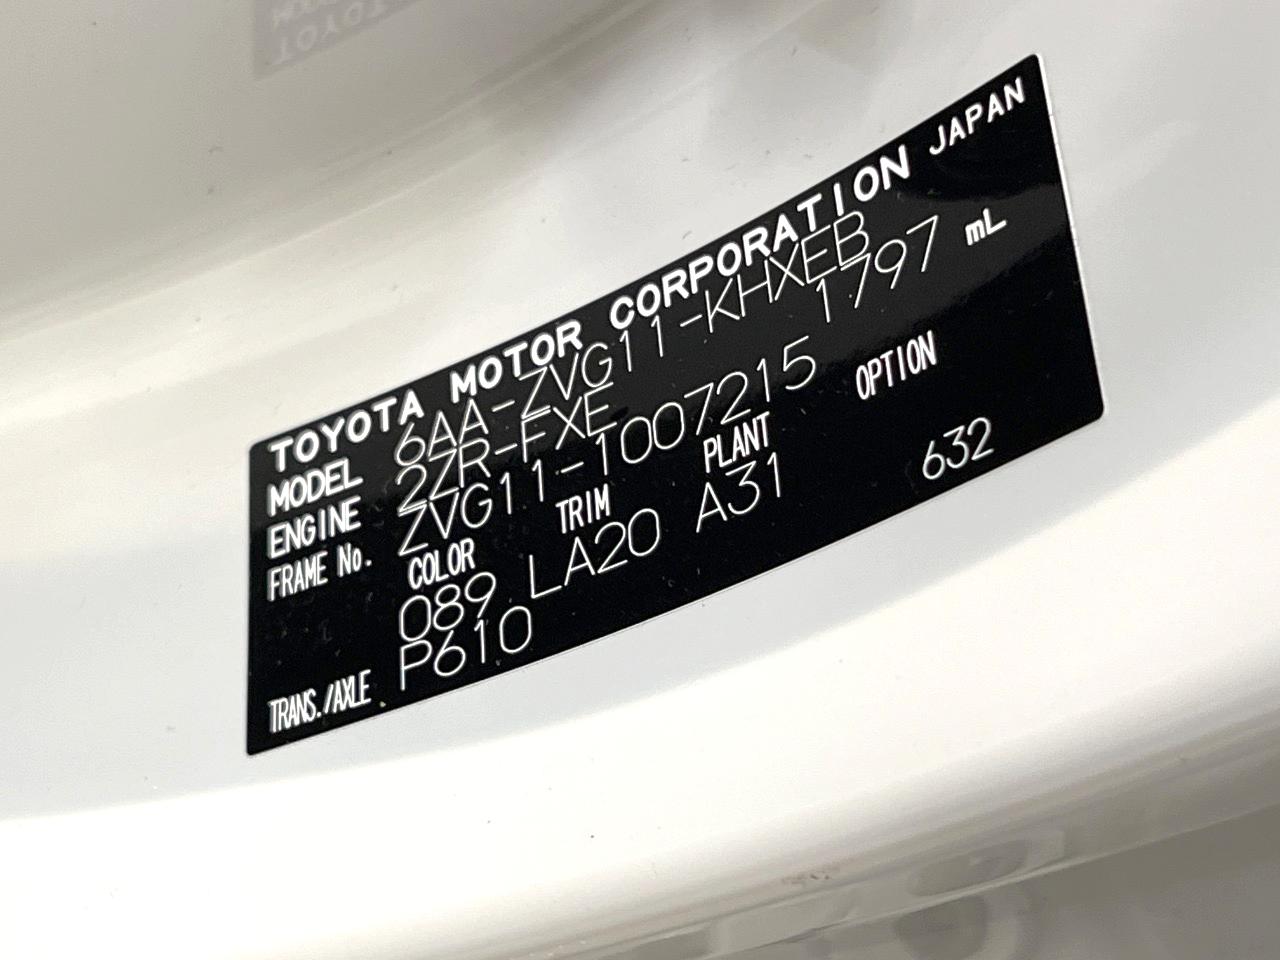 TOYOTA MOTOR CORPORATION JAPAN
MODEL 6AA-ZVG11-KHXEB
ENGINE 2ZR-FXE 1797 mL
FRAME No. ZVG11-1007215
COLOR TRIM PLANT OPTION
089 LA20 A31 632
TRANS./AXLE P610